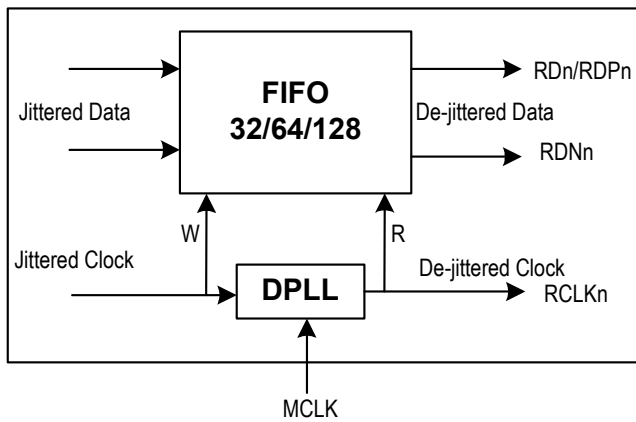 RDn/RDPn
FIFO
32/64/128
Jittered Data
De-jittered Data
RDNn
W
R
Jittered Clock
De-jittered Clock
DPLL
RCLKn
MCLK